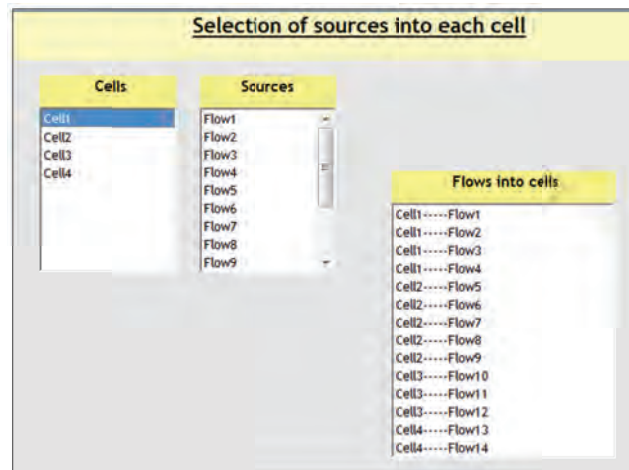 Selection of sources into each cell
Cells
Cell1
Cell2
Cell3
Cell4
Sources
Flow1
Flow2
Flow3
Flow4
Flow5
Flow6
Flow7
Flow8
Flow9
Flows into cells
Cell1-----Flow1
Cell1-----Flow2
Cell1-----Flow3
Cell1-----Flow4
Cell2-----Flow5
Cell2-----Flow6
Cell2-----Flow7
Cell2-----Flow8
Cell2-----Flow9
Cell3-----Flow10
Cell3-----Flow11
Cell3-----Flow12
Cell4-----Flow13
Cell4-----Flow14